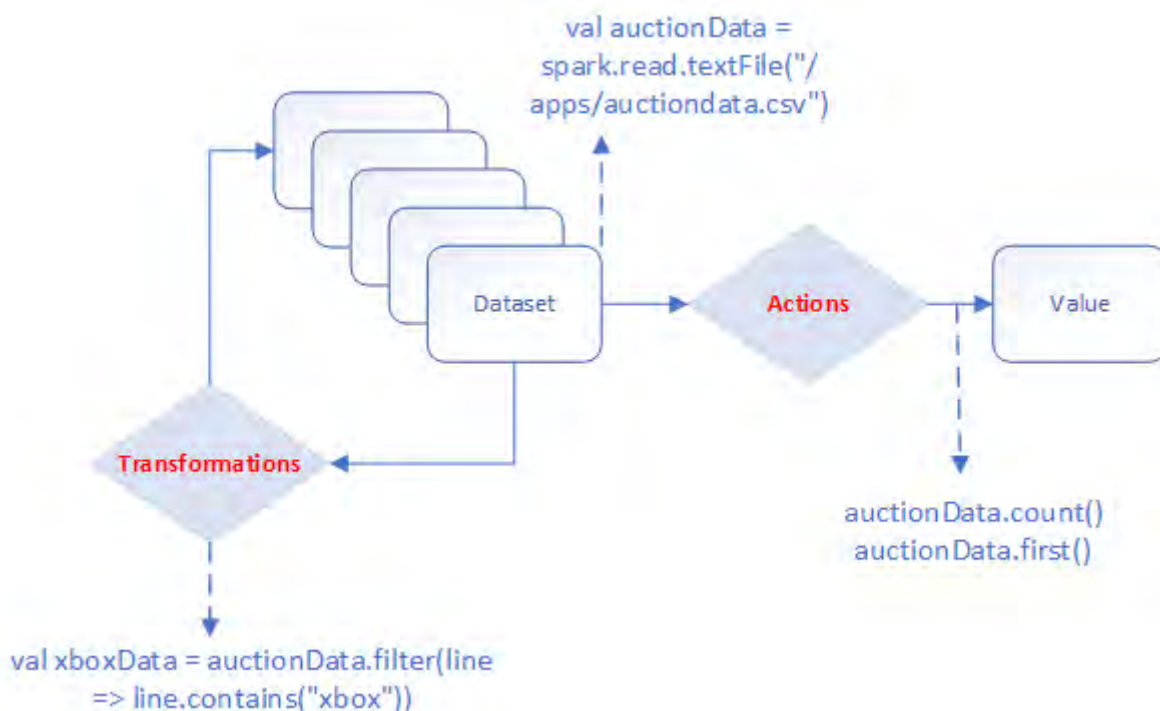 val auctionData =
spark.read.textFile("/
apps/auctiondata.csv")
Dataset
Actions
Value
Transformations
auctionData.count()
auctionData.first()
val xboxData = auctionData.filter(line
=> line.contains("xbox"))